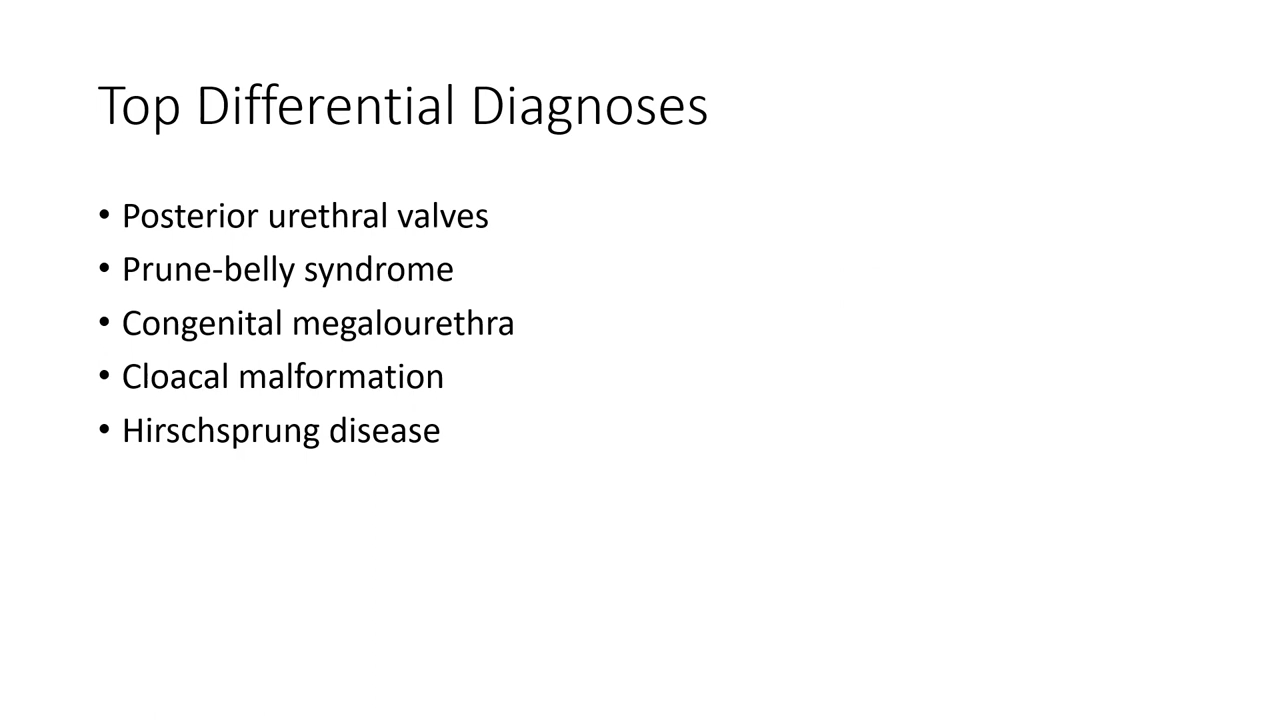 Top Differential Diagnoses
• Posterior urethral valves
• Prune-belly syndrome
• Congenital megalourethra
• Cloacal malformation
• Hirschsprung disease